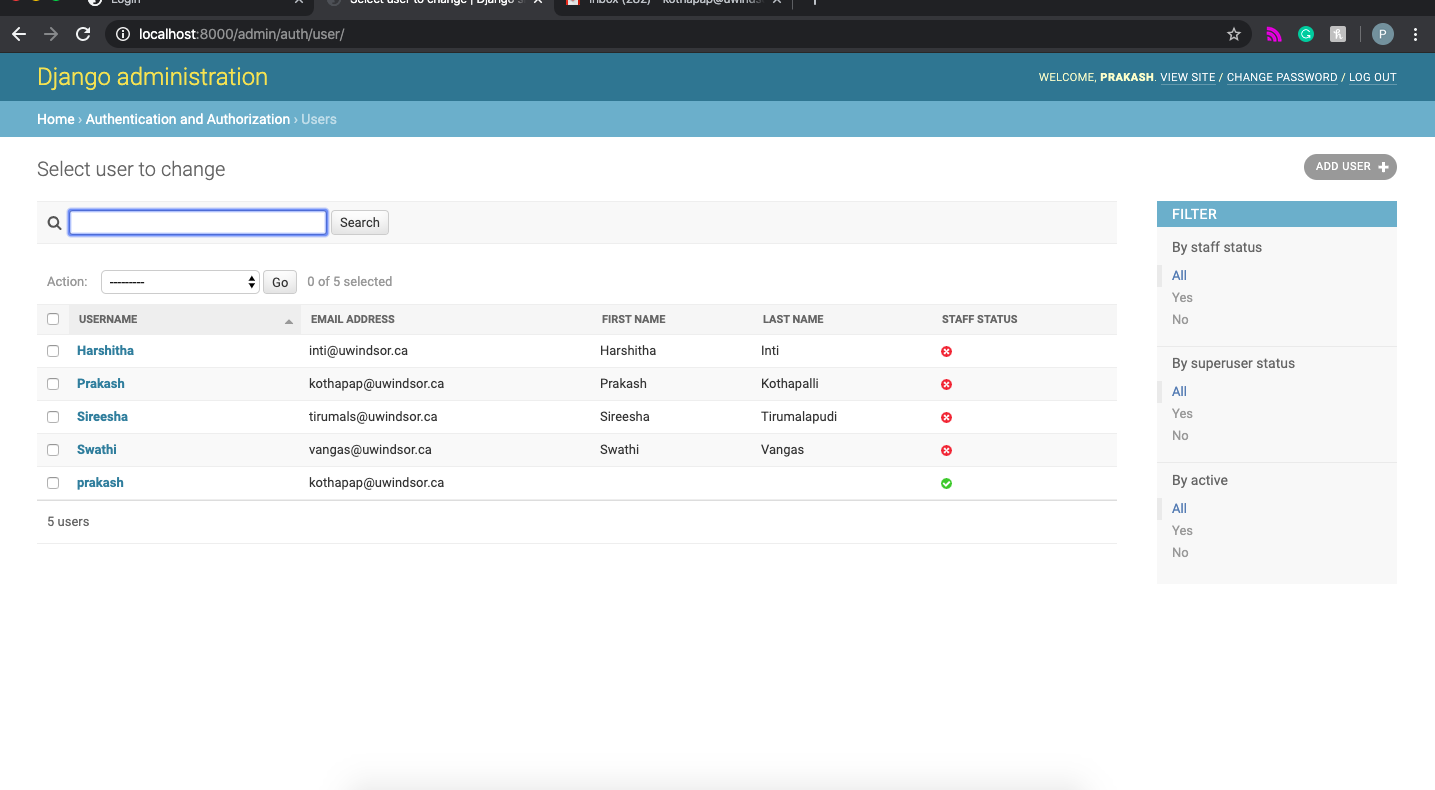 Login
Select user to change | Django s
Inbox (262) - kothapap@uwindso
localhost:8000/admin/auth/user/
P
Django administration
WELCOME, PRAKASH. VIEW SITE / CHANGE PASSWORD / LOG OUT
Home › Authentication and Authorization › Users
Select user to change
ADD USER +
Search
Action: --------- Go 0 of 5 selected
USERNAME EMAIL ADDRESS FIRST NAME LAST NAME STAFF STATUS
Harshitha inti@uwindsor.ca Harshitha Inti
Prakash kothapap@uwindsor.ca Prakash Kothapalli
Sireesha tirumals@uwindsor.ca Sireesha Tirumalapudi
Swathi vangas@uwindsor.ca Swathi Vangas
prakash kothapap@uwindsor.ca
5 users
FILTER
By staff status
All
Yes
No
By superuser status
All
Yes
No
By active
All
Yes
No